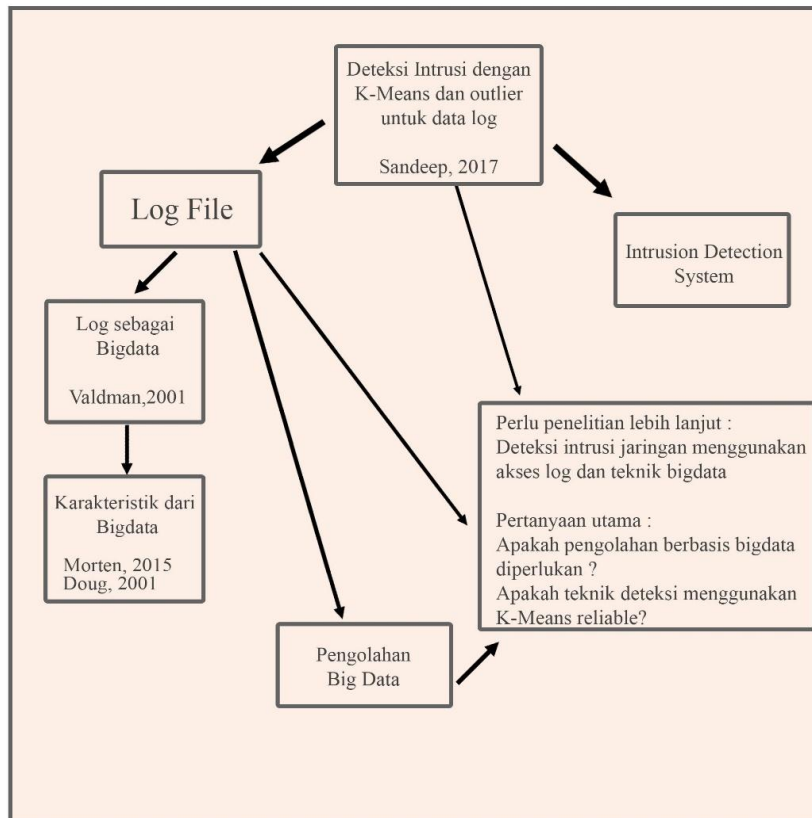 Deteksi Intrusi dengan
K-Means dan outlier
untuk data log
Sandeep, 2017
Log File
Intrusion Detection
System
Log sebagai
Bigdata
Valdman,2001
Karakteristik dari
Bigdata
Morten, 2015
Doug, 2001
Perlu penelitian lebih lanjut :
Deteksi intrusi jaringan menggunakan
akses log dan teknik bigdata
Pertanyaan utama :
Apakah pengolahan berbasis bigdata
diperlukan ?
Apakah teknik deteksi menggunakan
K-Means reliable?
Pengolahan
Big Data